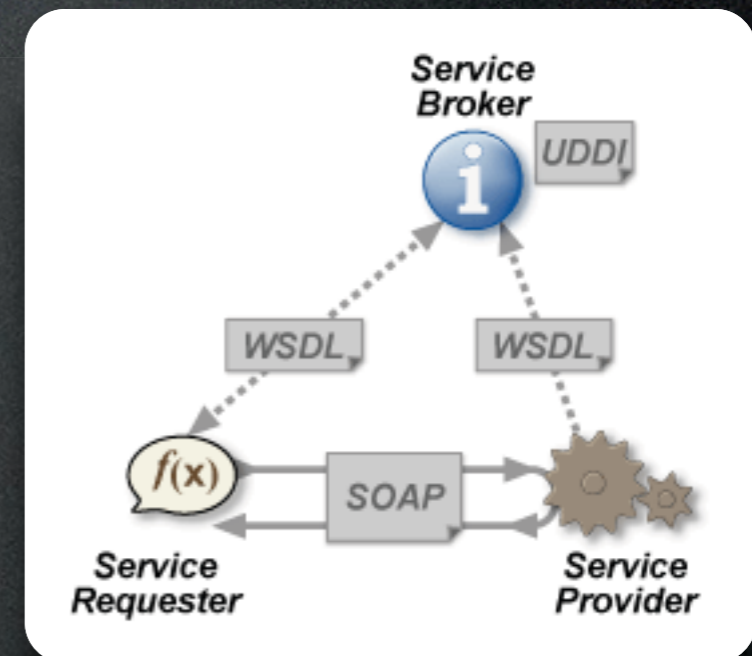 Service
Broker
i
UDDI
WSDL
WSDL
f(x)
SOAP
Service
Requester
Service
Provider